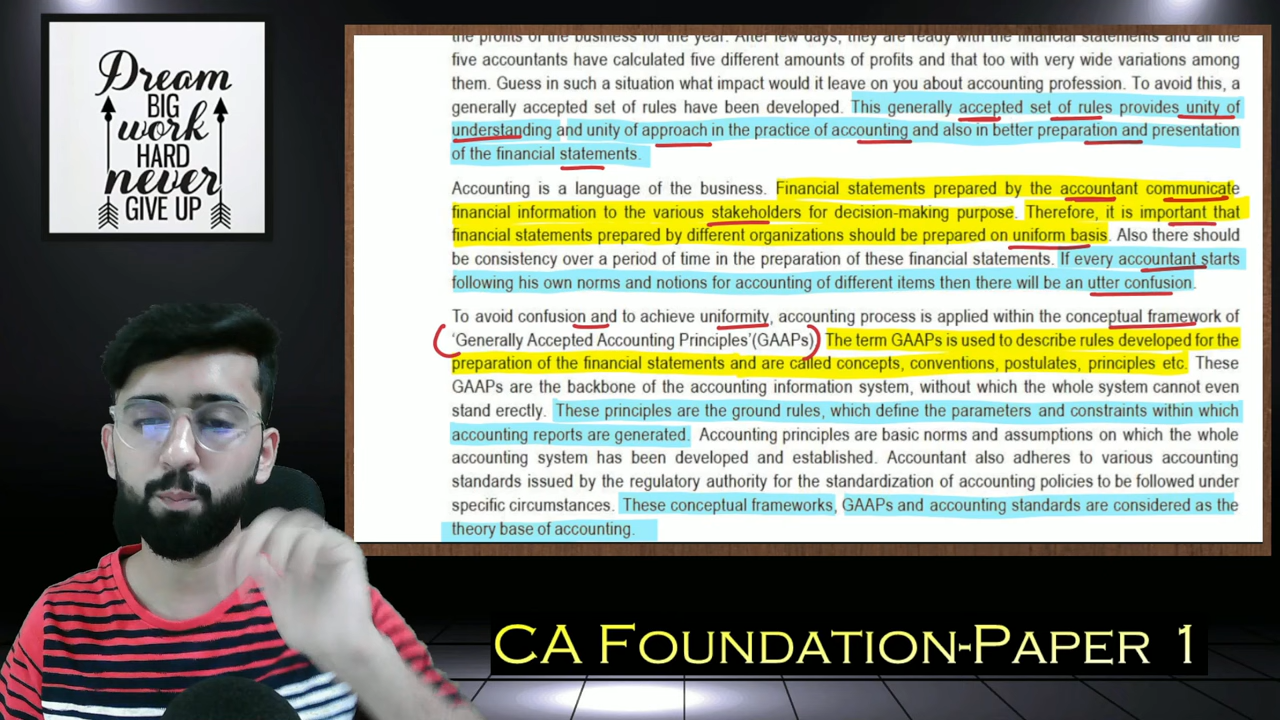 Dream
BIG
work
HARD
never
GIVE UP
the profits of the business for the year. After few days, they are ready with the financial statements and all the
five accountants have calculated five different amounts of profits and that too with very wide variations among
them. Guess in such a situation what impact would it leave on you about accounting profession. To avoid this, a
generally accepted set of rules have been developed. This generally accepted set of rules provides unity of
understanding and unity of approach in the practice of accounting and also in better preparation and presentation
of the financial statements.
Accounting is a language of the business. Financial statements prepared by the accountant communicate
financial information to the various stakeholders for decision-making purpose. Therefore, it is important that
financial statements prepared by different organizations should be prepared on uniform basis. Also there should
be consistency over a period of time in the preparation of these financial statements. If every accountant starts
following his own norms and notions for accounting of different items then there will be an utter confusion.
To avoid confusion and to achieve uniformity, accounting process is applied within the conceptual framework of
‘Generally Accepted Accounting Principles’(GAAPs). The term GAAPs is used to describe rules developed for the
preparation of the financial statements and are called concepts, conventions, postulates, principles etc. These
GAAPs are the backbone of the accounting information system, without which the whole system cannot even
stand erectly. These principles are the ground rules, which define the parameters and constraints within which
accounting reports are generated. Accounting principles are basic norms and assumptions on which the whole
accounting system has been developed and established. Accountant also adheres to various accounting
standards issued by the regulatory authority for the standardization of accounting policies to be followed under
specific circumstances. These conceptual frameworks, GAAPs and accounting standards are considered as the
theory base of accounting.
CA FOUNDATION-PAPER 1